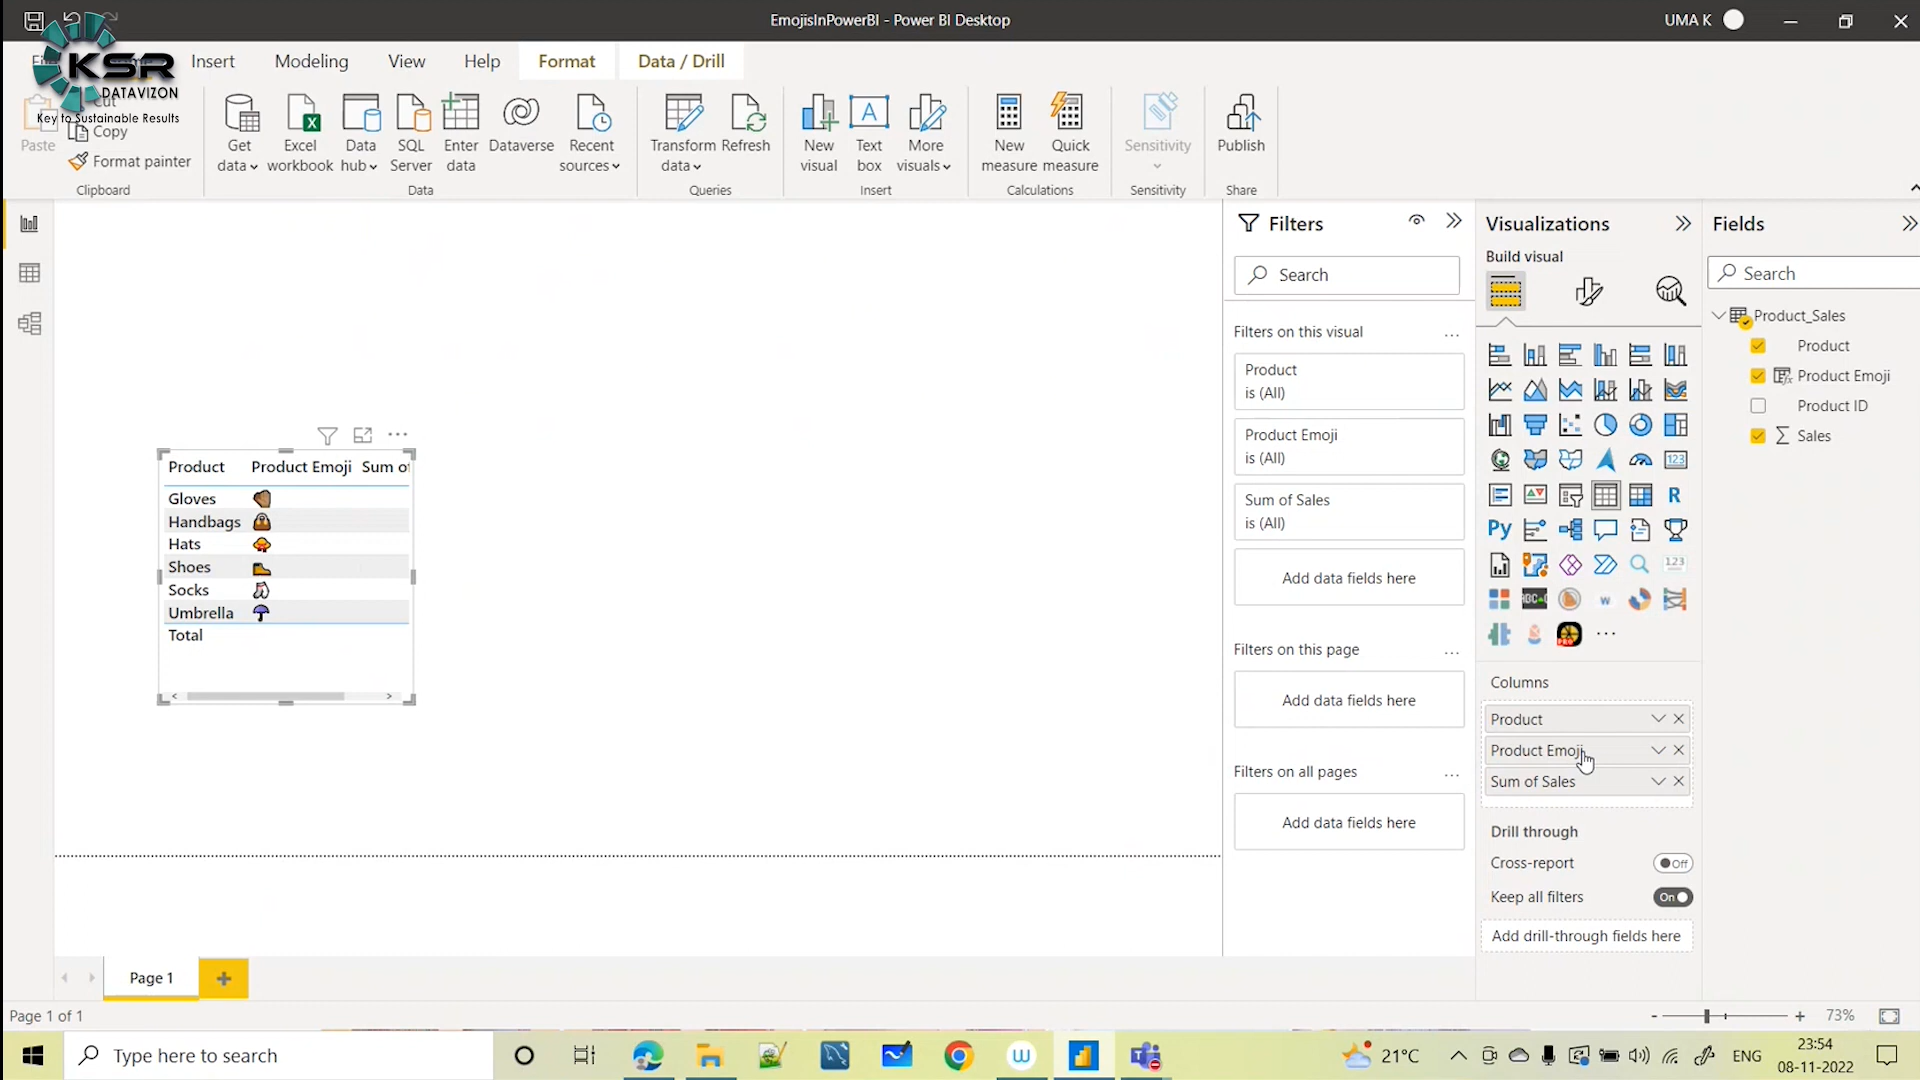 EmojisInPowerBI - Power BI Desktop
UMA K
KSR
DATAVIZON
Key to Sustainable Results
Insert
Modeling
View
Help
Format
Data / Drill
Paste
Cut
Copy
Format painter
Clipboard
Get data
Excel workbook
Data hub
SQL Server
Enter data
Dataverse
Recent sources
Data
Transform data
Refresh
Queries
New visual
Text box
More visuals
Insert
New measure
Quick measure
Calculations
Sensitivity
Sensitivity
Publish
Share
Product Product Emoji Sum of
Gloves
Handbags
Hats
Shoes
Socks
Umbrella
Total
Filters
Search
Filters on this visual
Product
is (All)
Product Emoji
is (All)
Sum of Sales
is (All)
Add data fields here
Filters on this page
Add data fields here
Filters on all pages
Add data fields here
Visualizations
Build visual
123
R
Py
123
PRO
Columns
Product
Product Emoji
Sum of Sales
Drill through
Cross-report
Off
Keep all filters
On
Add drill-through fields here
Fields
Search
Product_Sales
Product
Product Emoji
Product ID
Sales
Page 1
Page 1 of 1
73%
Type here to search
21°C
ENG
23:54
08-11-2022